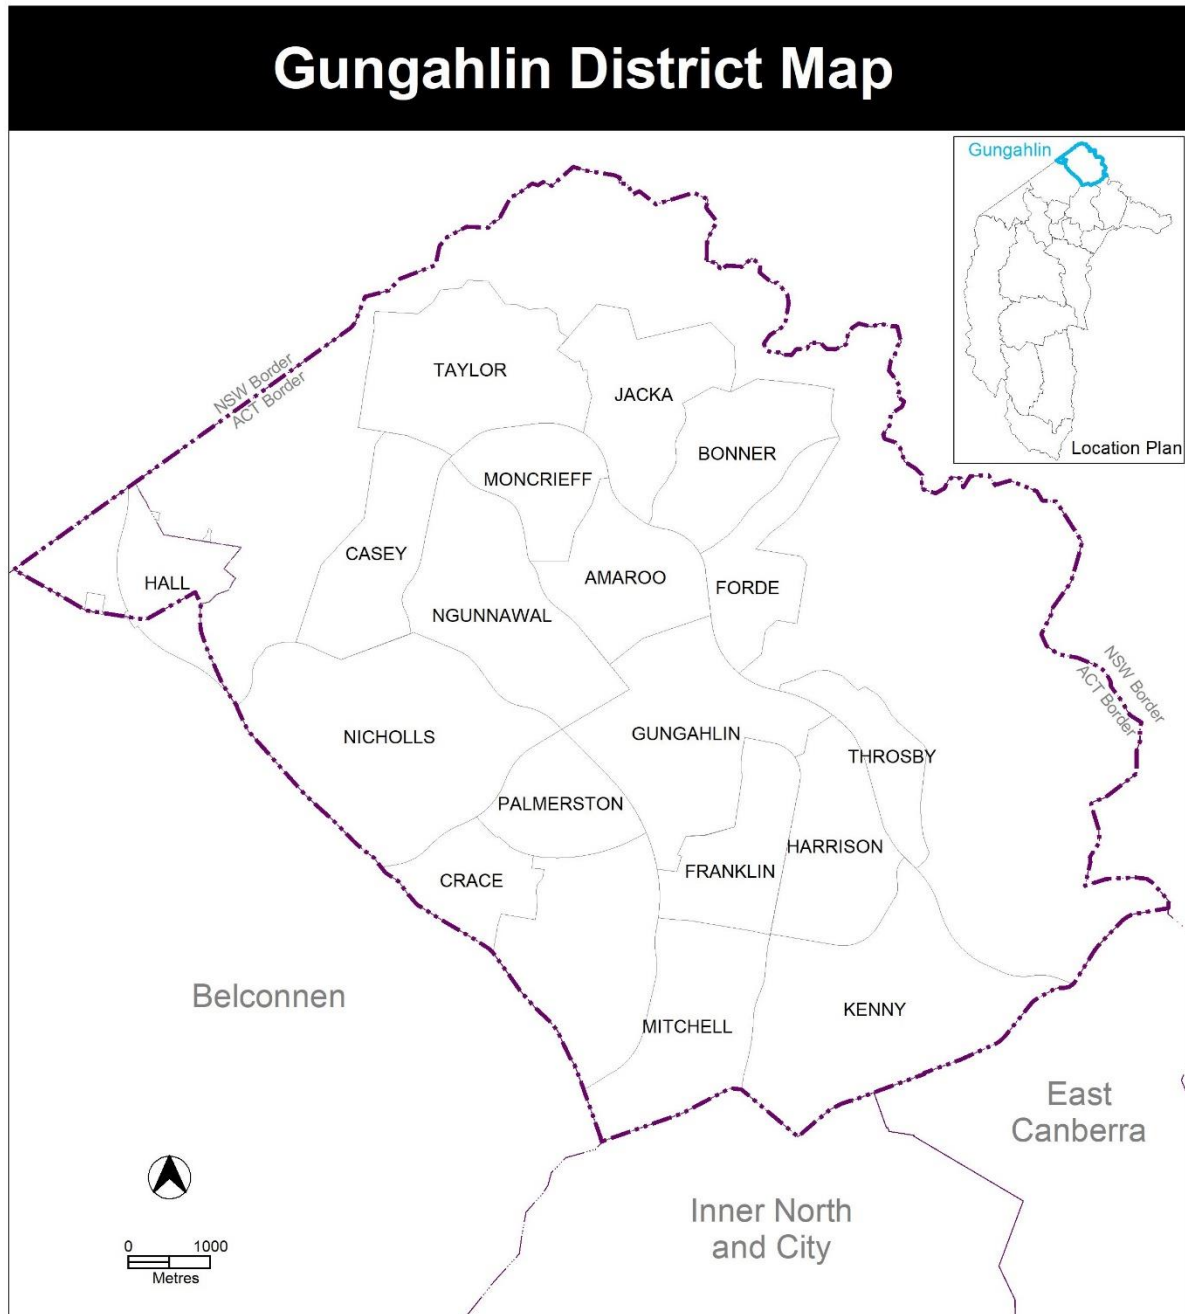 Gungahlin District Map
Gungahlin
Location Plan
NSW Border
ACT Border
TAYLOR
JACKA
BONNER
MONCRIEFF
CASEY
HALL
AMAROO
FORDE
NGUNNAWAL
NSW Border
ACT Border
NICHOLLS
GUNGAHLIN
THROSBY
PALMERSTON
HARRISON
FRANKLIN
CRACE
Belconnen
KENNY
MITCHELL
East
Canberra
Inner North
and City
0 1000
Metres